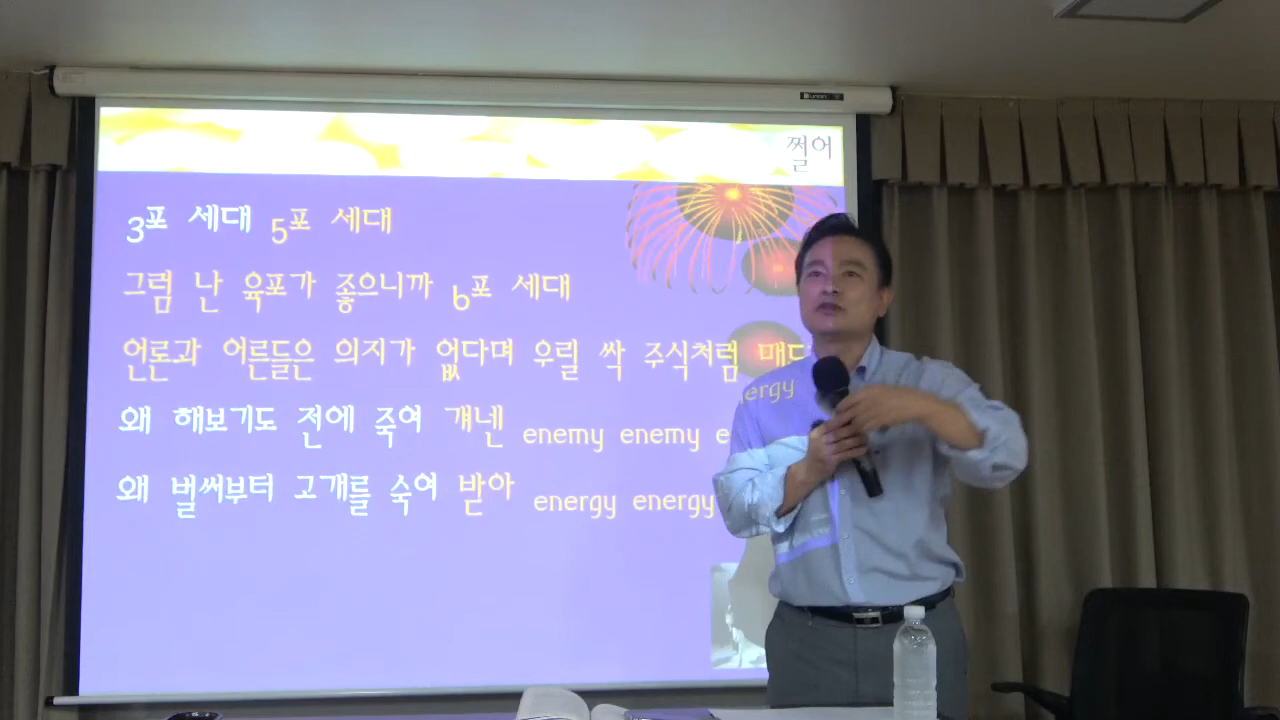 쩔어
3포 세대 5포 세대
그럼 난 육포가 좋으니까 6포 세대
언론과 어른들은 의지가 없다며 우릴 싹 주식처럼
왜 해보기도 전에 죽여 걔넨 enemy enemy
왜 벌써부터 고개를 숙여 받아 energy energy